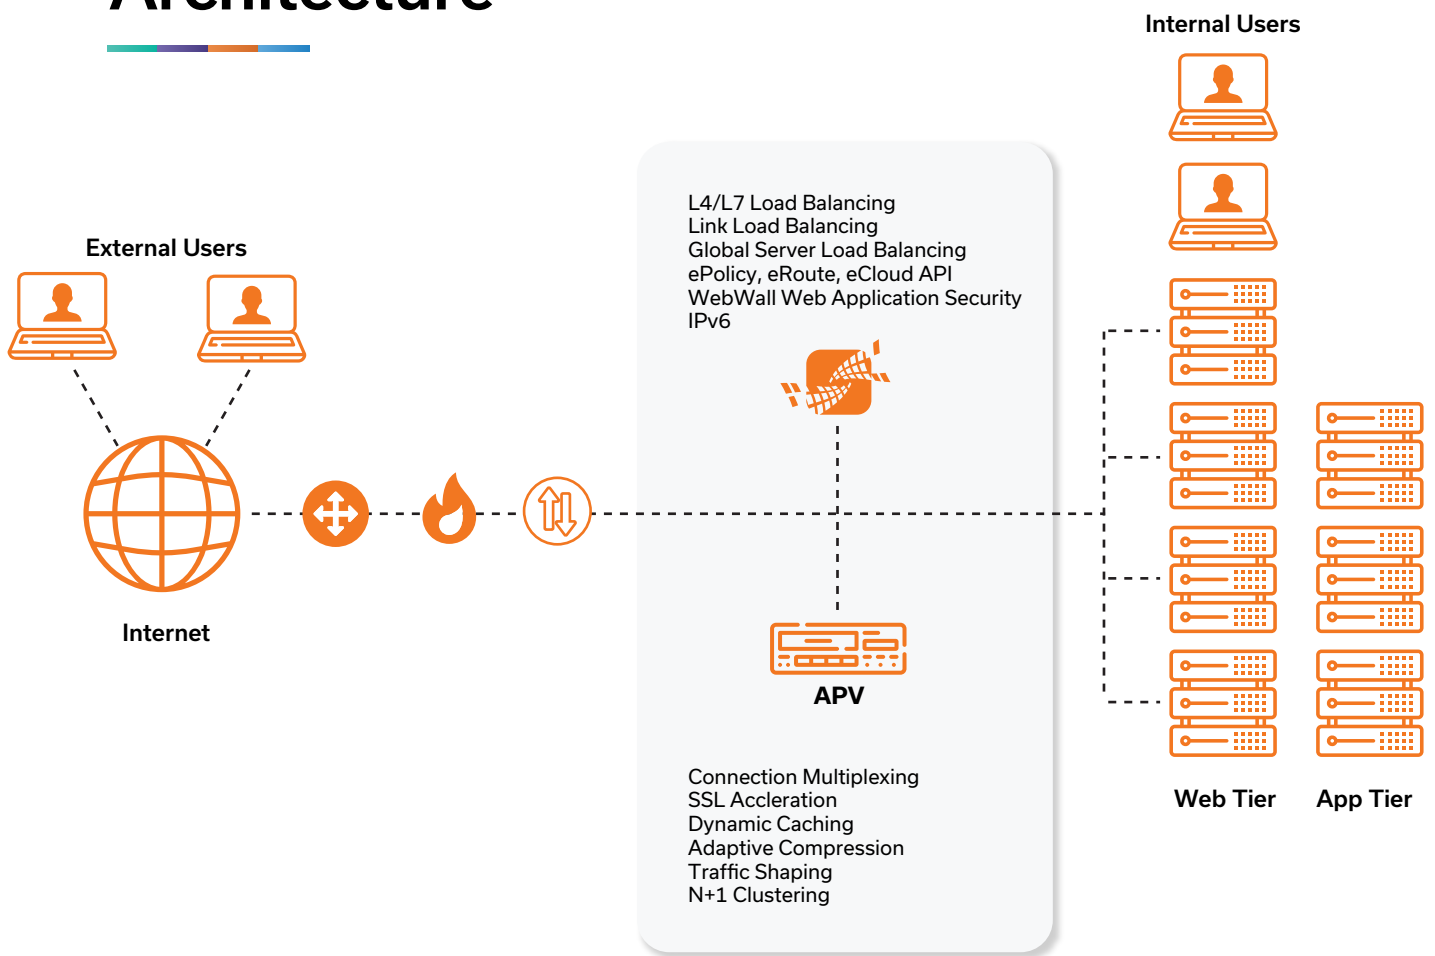 Architecture
Internal Users
External Users
L4/L7 Load Balancing
Link Load Balancing
Global Server Load Balancing
ePolicy, eRoute, eCloud API
WebWall Web Application Security
IPv6
Internet
APV
Connection Multiplexing
SSL Accleration
Dynamic Caching
Adaptive Compression
Traffic Shaping
N+1 Clustering
Web Tier
App Tier